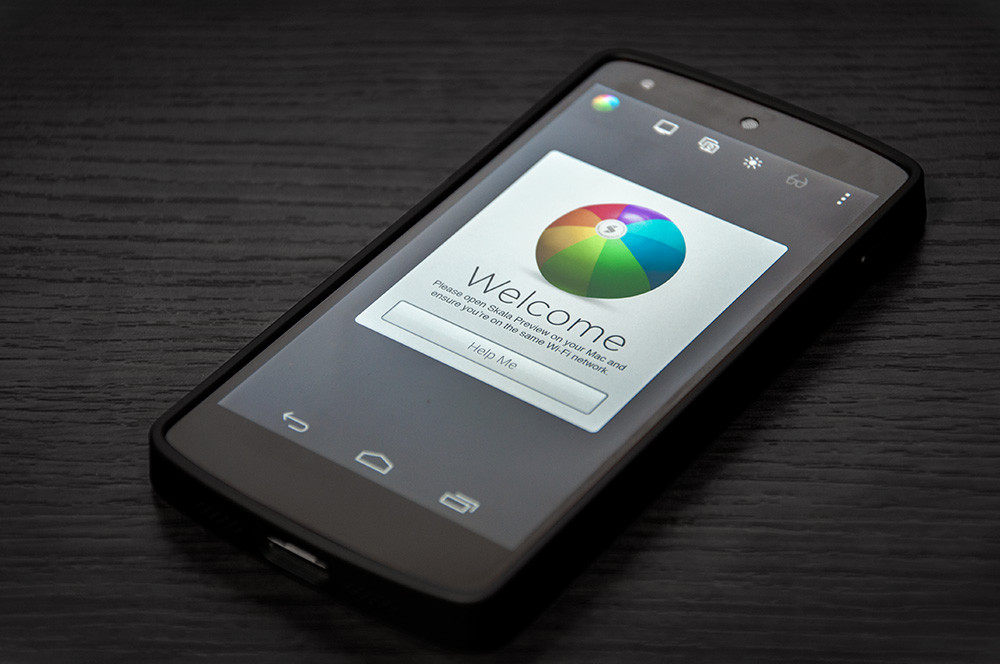 S
Welcome
Please open Skala Preview on your Mac and
ensure you're on the same Wi-Fi network.
Help Me